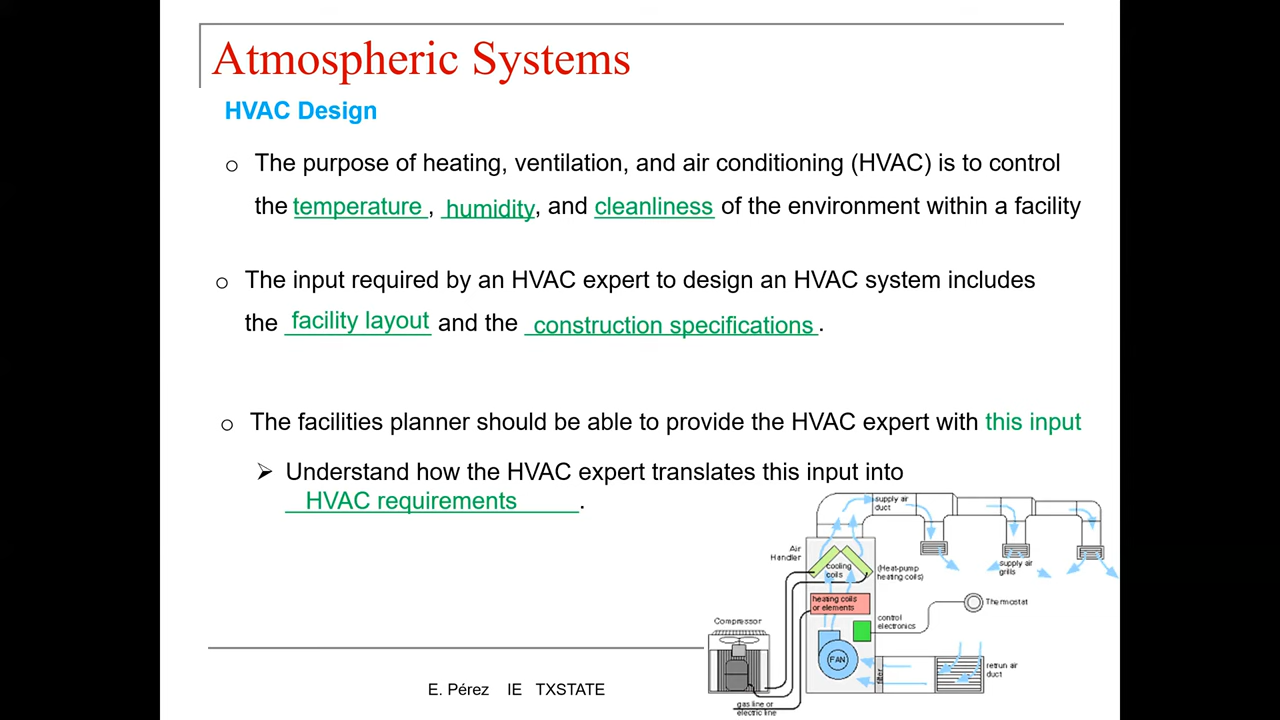 Atmospheric Systems
HVAC Design
o The purpose of heating, ventilation, and air conditioning (HVAC) is to control
the temperature, humidity, and cleanliness of the environment within a facility
o The input required by an HVAC expert to design an HVAC system includes
the facility layout and the construction specifications.
o The facilities planner should be able to provide the HVAC expert with this input
➢ Understand how the HVAC expert translates this input into
HVAC requirements.
supply air
duct
Air
Handler
cooling
coils
(Heat-pump
heating coils)
supply air
grills
heating coils
or elements
Thermostat
control
electronics
Compressor
FAN
filter
retrun air
duct
gas line or
electric line
E. Pérez IE TXSTATE